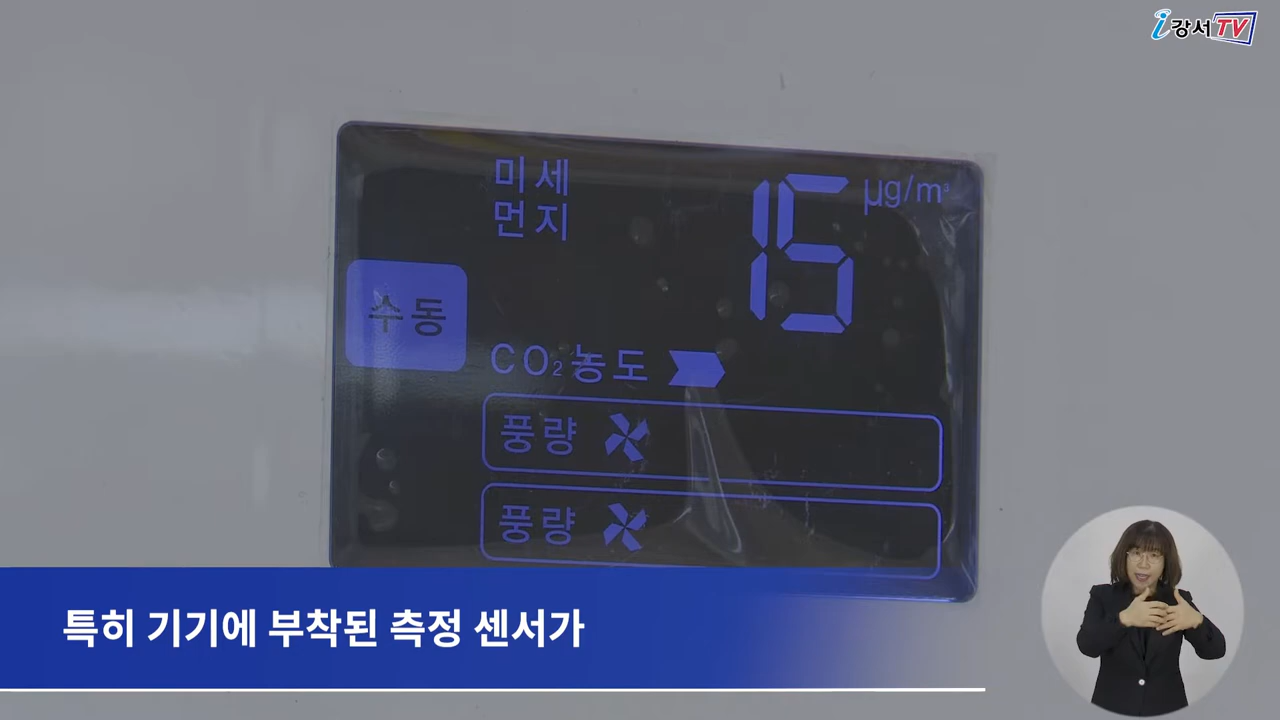 i강서TV
미세
먼지
15 μg/m³
수동
CO₂농도
풍량
풍량
특히 기기에 부착된 측정 센서가